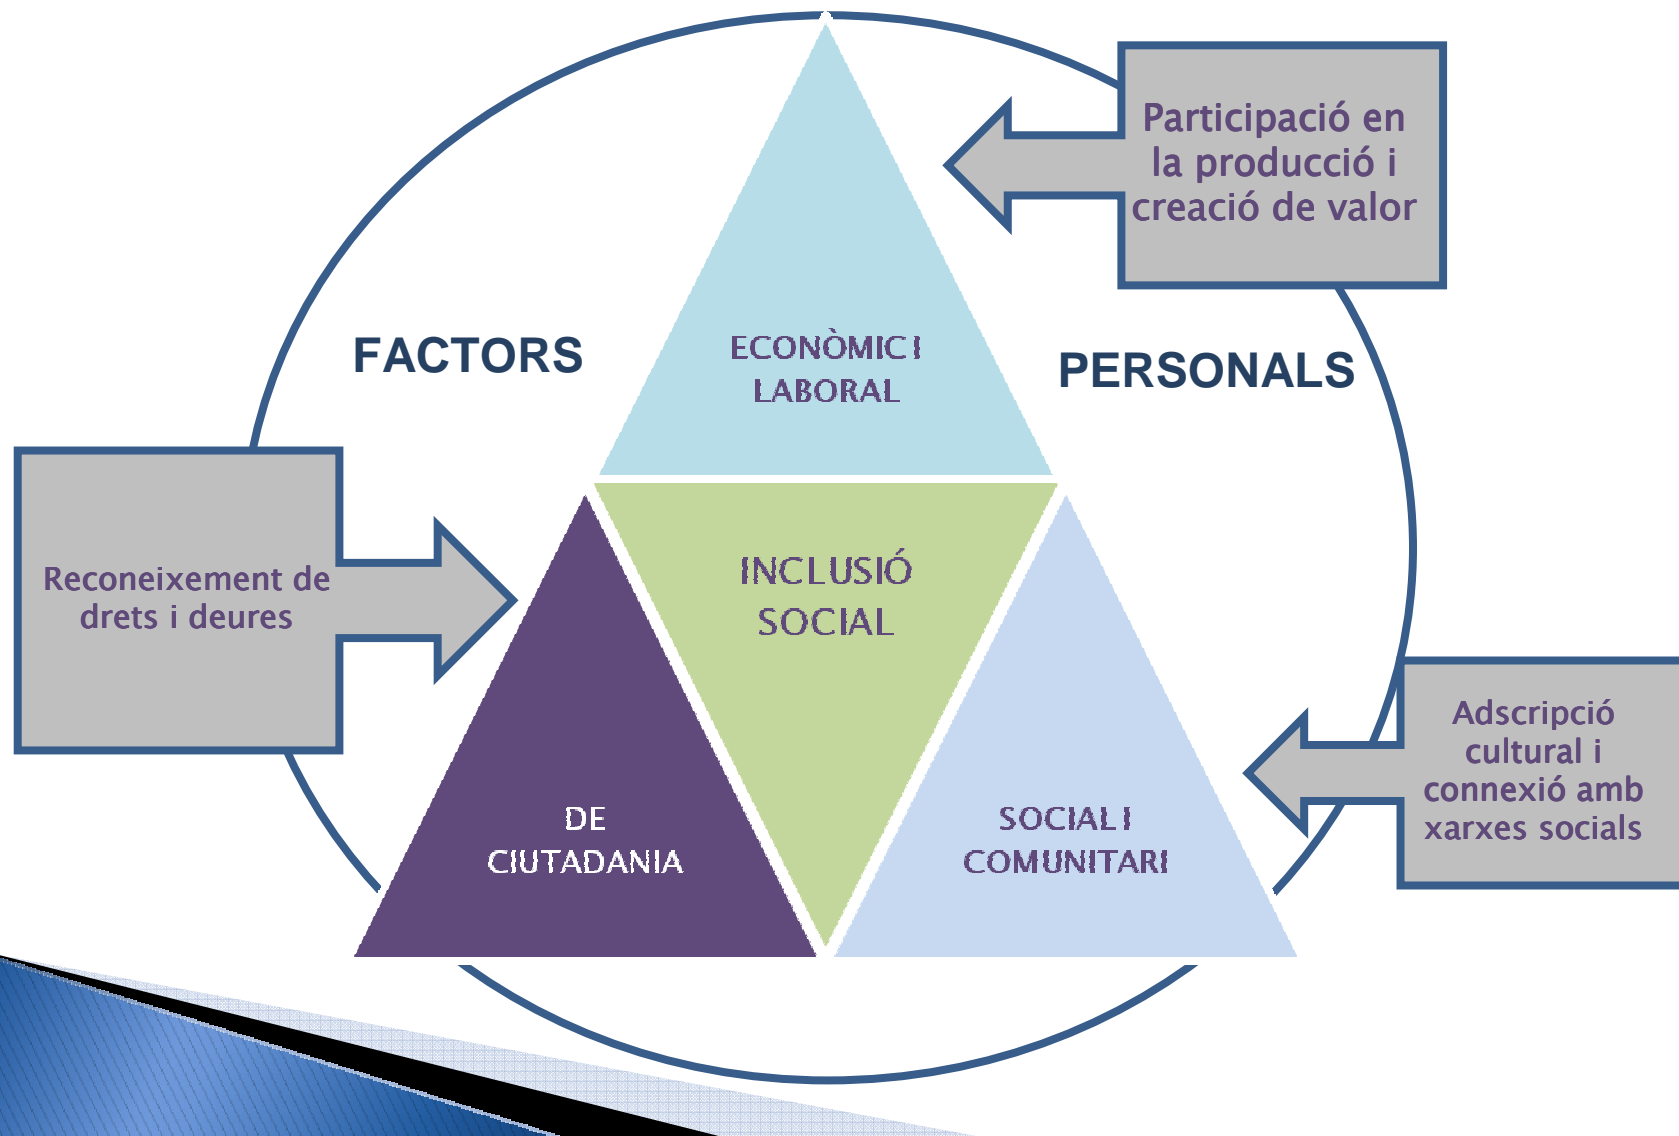 Participació en
la producció i
creació de valor
FACTORS
PERSONALS
ECONÒMIC I
LABORAL
Reconeixement de
drets i deures
INCLUSIÓ
SOCIAL
Adscripció
cultural i
connexió amb
xarxes socials
DE
CIUTADANIA
SOCIAL I
COMUNITARI